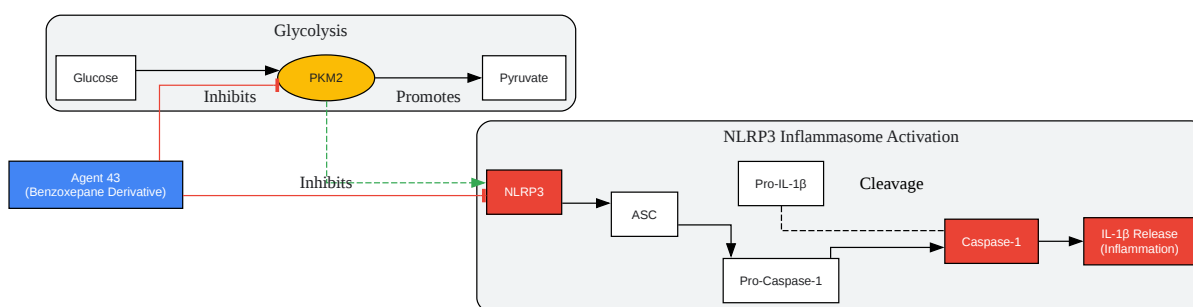 Glycolysis
Glucose
PKM2
Pyruvate
Inhibits
Promotes
NLRP3 Inflammasome Activation
Agent 43
(Benzoxepane Derivative)
Inhibits
NLRP3
Pro-IL-1β
Cleavage
ASC
Caspase-1
IL-1β Release
(Inflammation)
Pro-Caspase-1